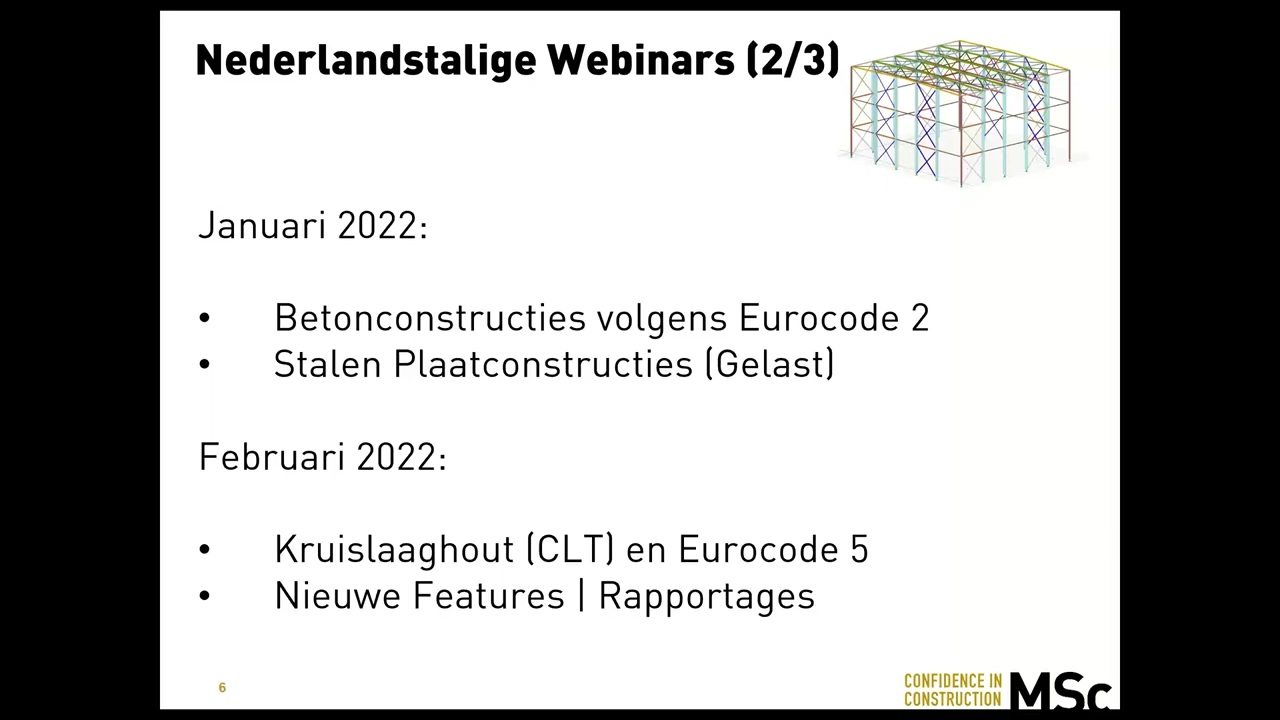 Nederlandstalige Webinars (2/3)
Januari 2022:
• Betonconstructies volgens Eurocode 2
• Stalen Plaatconstructies (Gelast)
Februari 2022:
• Kruislaaghout (CLT) en Eurocode 5
• Nieuwe Features | Rapportages
6
CONFIDENCE IN
CONSTRUCTION
MSc